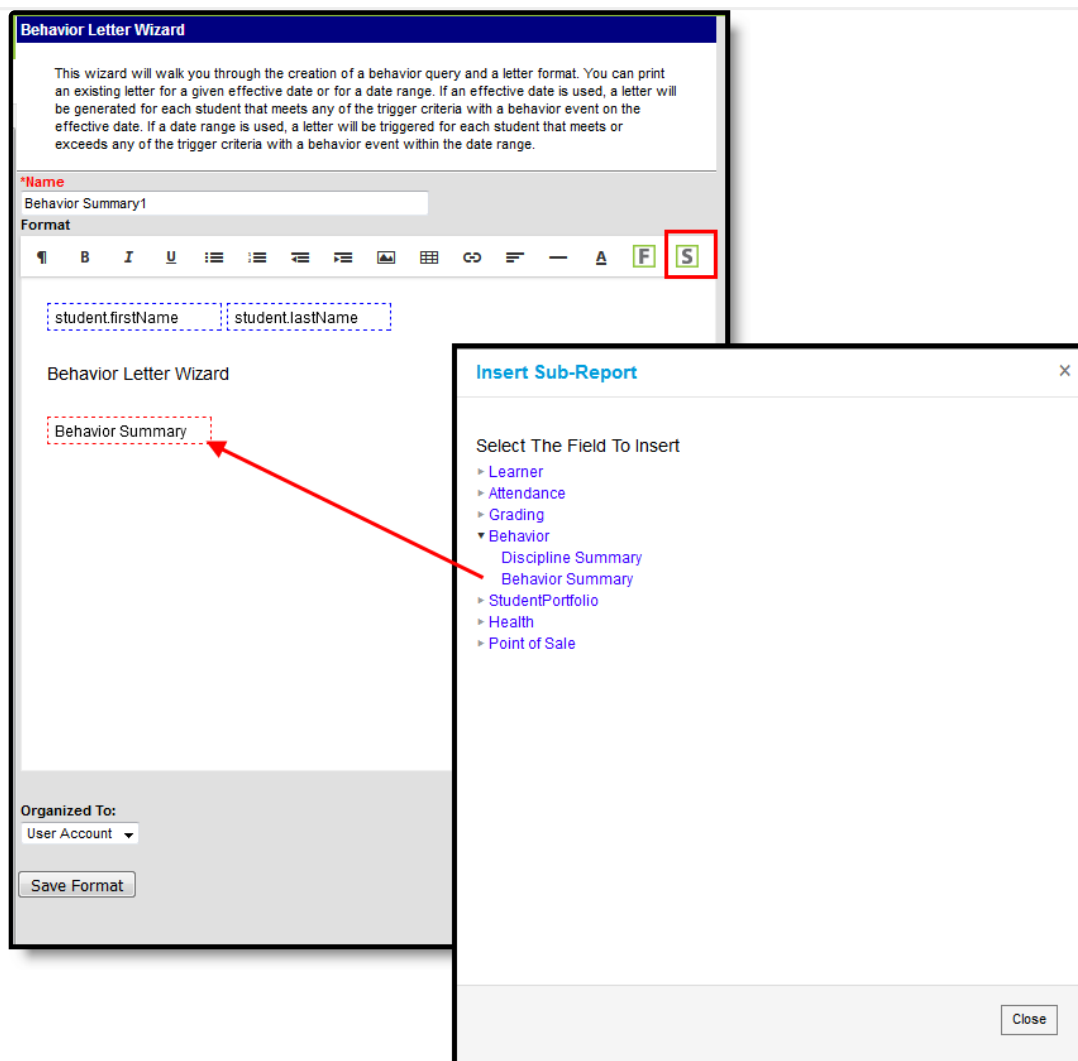 Behavior Letter Wizard
This wizard will walk you through the creation of a behavior query and a letter format. You can print
an existing letter for a given effective date or for a date range. If an effective date is used, a letter will
be generated for each student that meets any of the trigger criteria with a behavior event on the
effective date. If a date range is used, a letter will be triggered for each student that meets or
exceeds any of the trigger criteria with a behavior event within the date range.
*Name
Behavior Summary1
Format
¶ B I U A F S
student.firstName student.lastName
Behavior Letter Wizard
Behavior Summary
Organized To:
User Account
Save Format
Insert Sub-Report ×
Select The Field To Insert
Learner
Attendance
Grading
Behavior
Discipline Summary
Behavior Summary
StudentPortfolio
Health
Point of Sale
Close